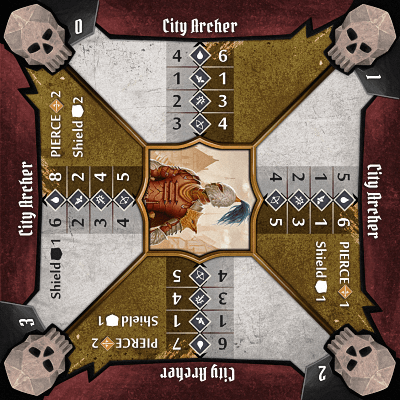 0
City Archer
4 6
1 1
2 3
3 4
1
City Archer
5 6
1 1
2 3
4 5
PIERCE 1
Shield 1
2
City Archer
6 7
1 1
3 4
4 5
PIERCE 2
Shield 1
3
City Archer
Shield 1
6 8
2 2
3 4
4 5
PIERCE 2
Shield 2